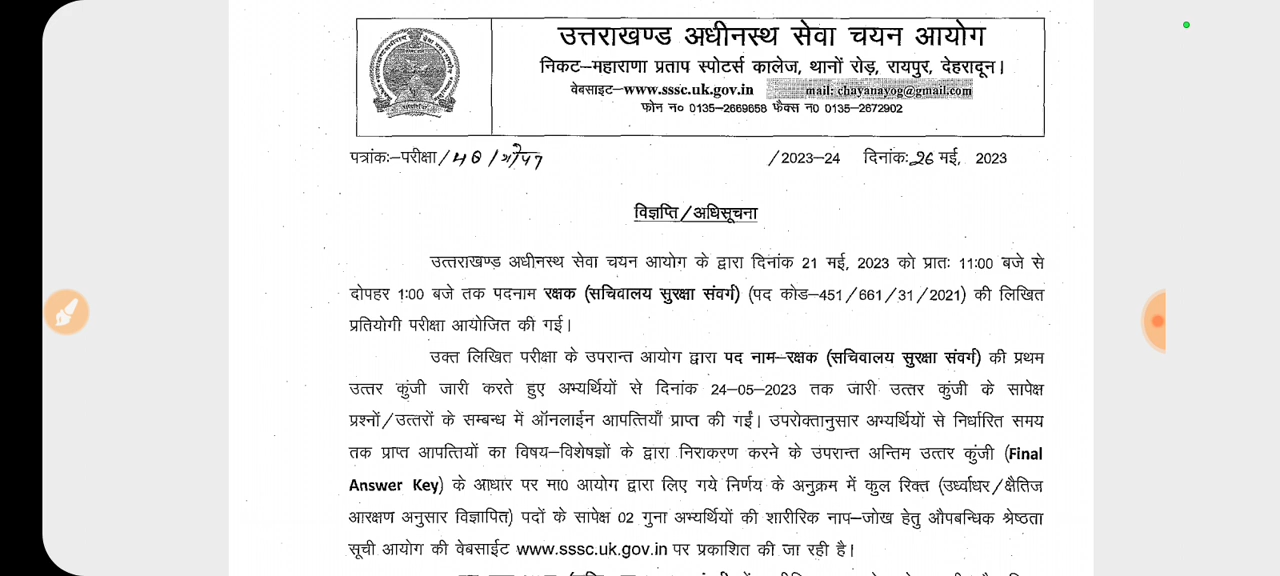 उत्तराखण्ड अधीनस्थ सेवा चयन आयोग
निकट–महाराणा प्रताप स्पोटर्स कालेज, थानों रोड़, रायपुर, देहरादून।
वेबसाइट–www.sssc.uk.gov.in mail: chayanayog@gmail.com
फोन न० 0135–2669658 फैक्स न0 0135–2672902
पत्रांकः–परीक्षा / /2023–24 दिनांकः 26 मई, 2023
विज्ञप्ति/अधिसूचना
उत्तराखण्ड अधीनस्थ सेवा चयन आयोग के द्वारा दिनांक 21 मई, 2023 को प्रातः 11:00 बजे से
दोपहर 1:00 बजे तक पदनाम रक्षक (सचिवालय सुरक्षा संवर्ग) (पद कोड–451/661/31/2021) की लिखित
प्रतियोगी परीक्षा आयोजित की गई।
उक्त लिखित परीक्षा के उपरान्त आयोग द्वारा पद नाम–रक्षक (सचिवालय सुरक्षा संवर्ग) की प्रथम
उत्तर कुंजी जारी करते हुए अभ्यर्थियों से दिनांक 24–05–2023 तक जारी उत्तर कुंजी के सापेक्ष
प्रश्नों/उत्तरों के सम्बन्ध में ऑनलाईन आपत्तियाँ प्राप्त की गईं। उपरोक्तानुसार अभ्यर्थियों से निर्धारित समय
तक प्राप्त आपत्तियों का विषय–विशेषज्ञों के द्वारा निराकरण करने के उपरान्त अन्तिम उत्तर कुंजी (Final
Answer Key) के आधार पर मा0 आयोग द्वारा लिए गये निर्णय के अनुक्रम में कुल रिक्त (उर्ध्वाधर/क्षैतिज
आरक्षण अनुसार विज्ञापित) पदों के सापेक्ष 02 गुना अभ्यर्थियों की शारीरिक नाप–जोख हेतु औपबन्धिक श्रेष्ठता
सूची आयोग की वेबसाईट www.sssc.uk.gov.in पर प्रकाशित की जा रही है।